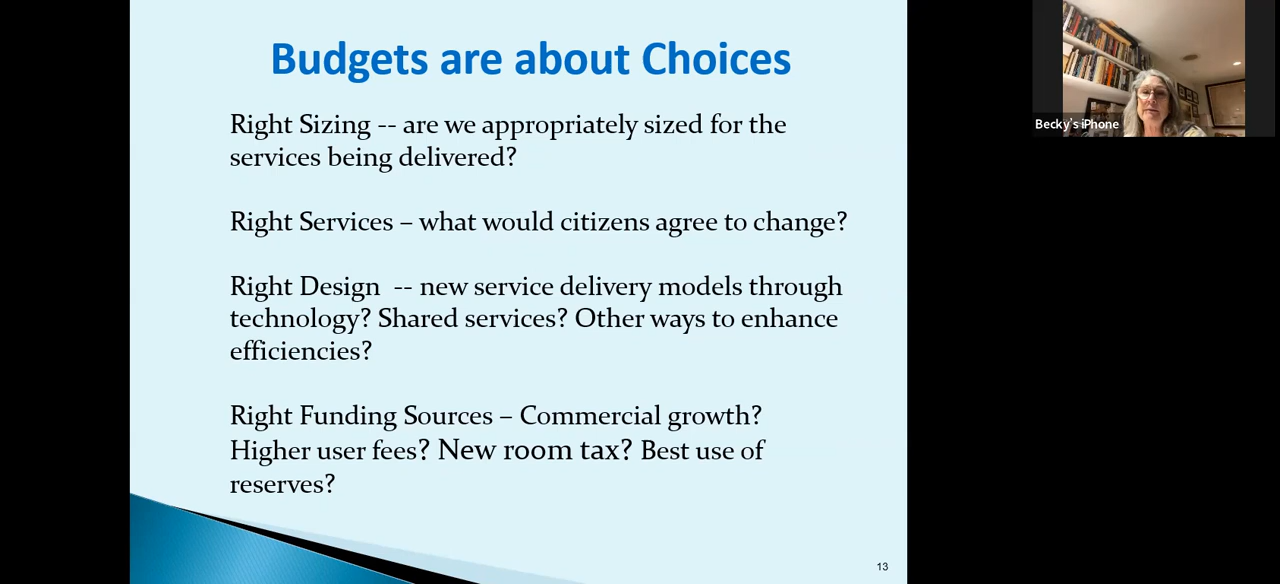 Budgets are about Choices
Right Sizing -- are we appropriately sized for the
services being delivered?
Right Services – what would citizens agree to change?
Right Design  -- new service delivery models through
technology? Shared services? Other ways to enhance
efficiencies?
Right Funding Sources – Commercial growth?
Higher user fees? New room tax? Best use of
reserves?
13
Becky's iPhone